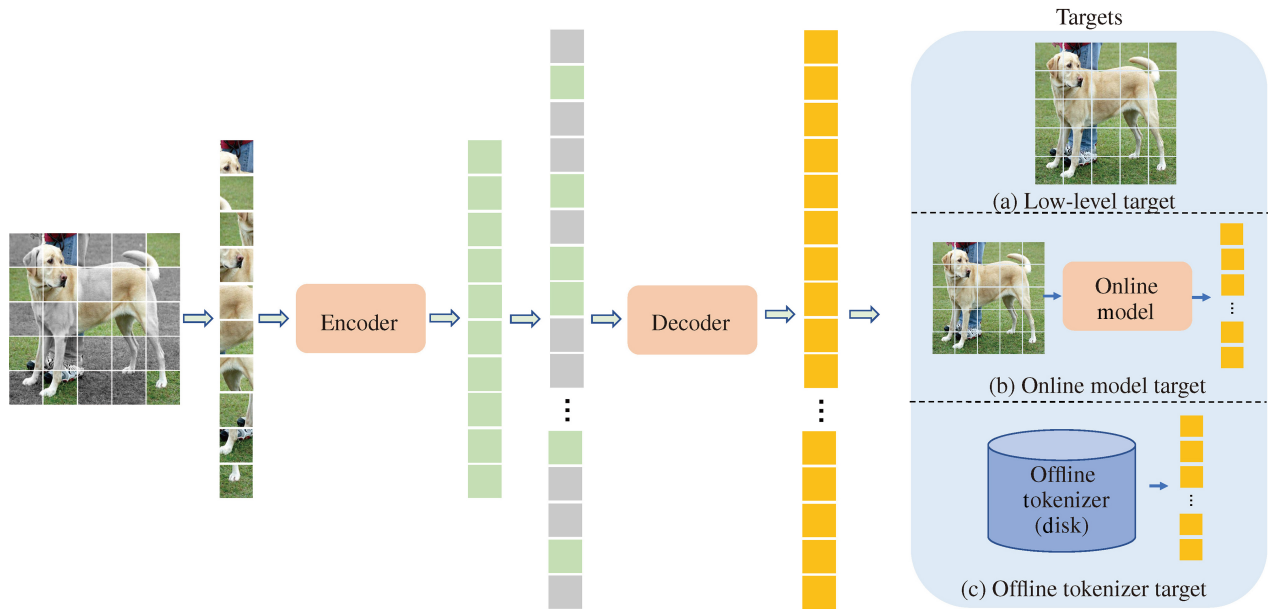 Targets
(a) Low-level target
Encoder
Decoder
Online
model
(b) Online model target
Offline
tokenizer
(disk)
(c) Offline tokenizer target